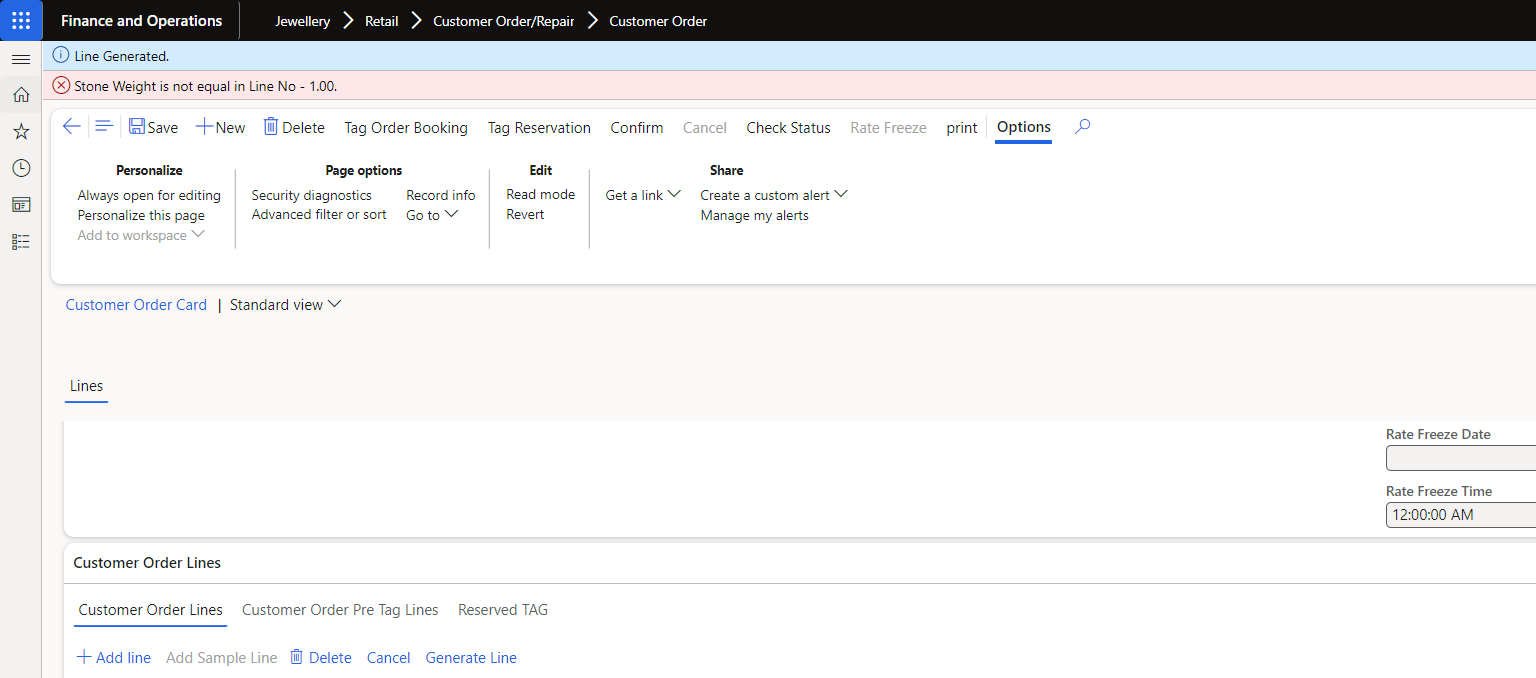 Finance and Operations Jewellery Retail Customer Order/Repair Customer Order
Line Generated.
Stone Weight is not equal in Line No - 1.00.
Save New Delete Tag Order Booking Tag Reservation Confirm Cancel Check Status Rate Freeze print Options
Personalize
Always open for editing
Personalize this page
Add to workspace
Page options
Security diagnostics
Advanced filter or sort
Record info
Go to
Edit
Read mode
Revert
Get a link
Share
Create a custom alert
Manage my alerts
Customer Order Card | Standard view
Lines
Rate Freeze Date
Rate Freeze Time
12:00:00 AM
Customer Order Lines
Customer Order Lines Customer Order Pre Tag Lines Reserved TAG
Add line Add Sample Line Delete Cancel Generate Line